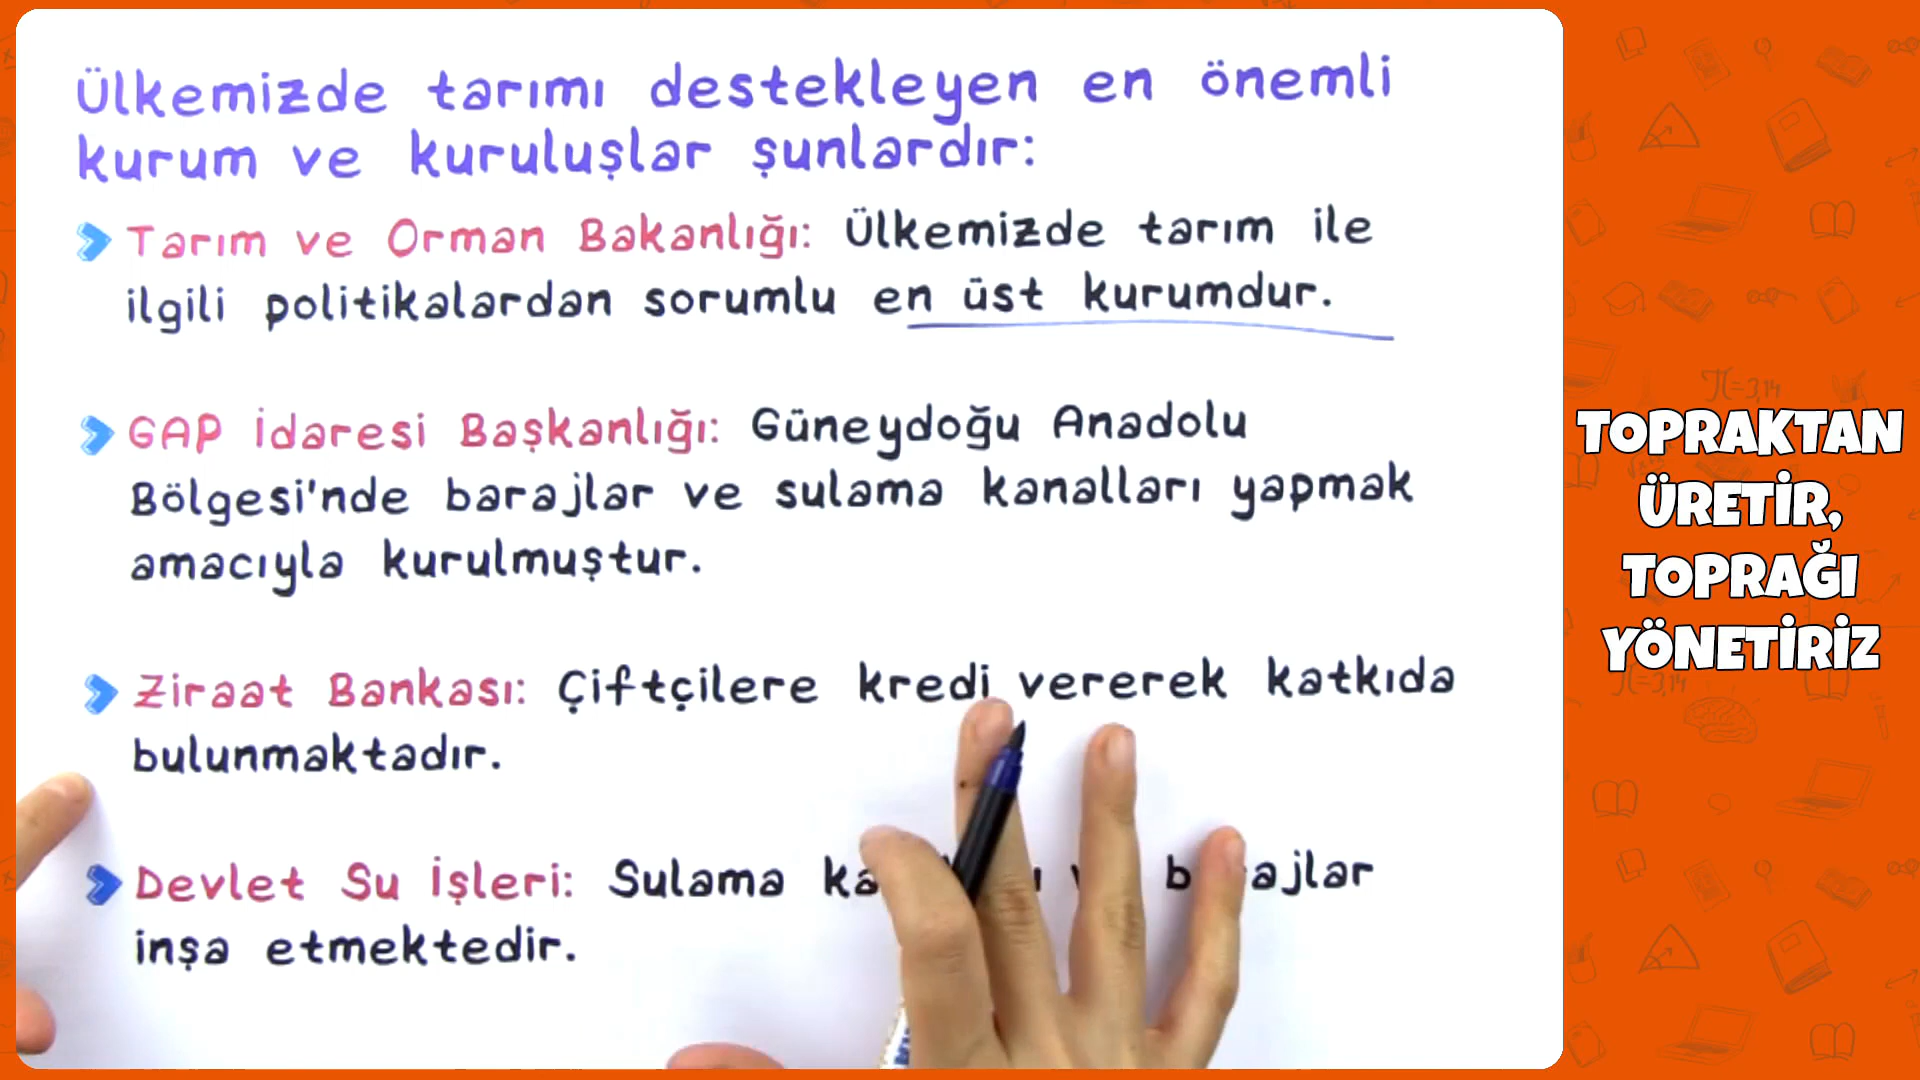 Ülkemizde tarımı destekleyen en önemli
kurum ve kuruluşlar şunlardır:
Tarım ve Orman Bakanlığı: Ülkemizde tarım ile
ilgili politikalardan sorumlu en üst kurumdur.
GAP İdaresi Başkanlığı: Güneydoğu Anadolu
Bölgesi'nde barajlar ve sulama kanalları yapmak
amacıyla kurulmuştur.
Ziraat Bankası: Çiftçilere kredi vererek katkıda
bulunmaktadır.
Devlet Su İşleri: Sulama barajlar
inşa etmektedir.
TOPRAKTAN
ÜRETİR,
TOPRAĞI
YÖNETİRİZ